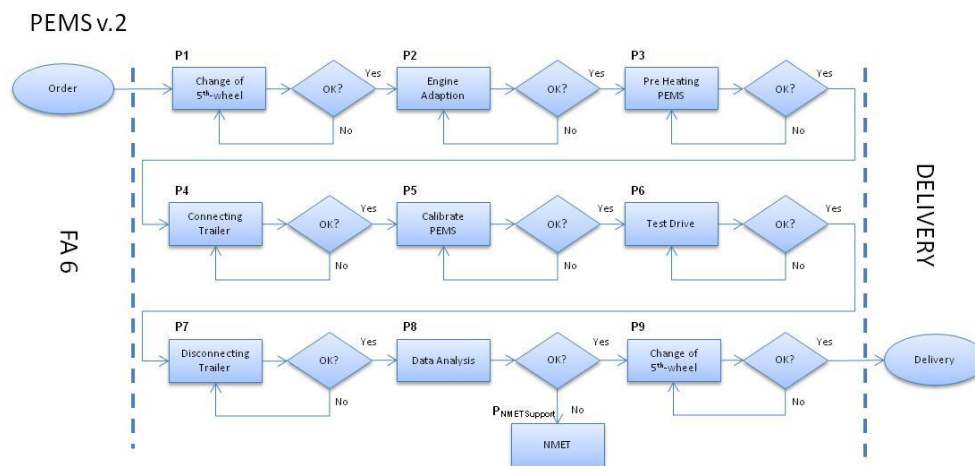 PEMS v.2
P1
P2
P3
Order
Change of
5th-wheel
OK?
Yes
No
Engine
Adaption
OK?
Yes
No
Pre Heating
PEMS
OK?
Yes
No
FA 6
DELIVERY
P4
P5
P6
Connecting
Trailer
OK?
Yes
No
Calibrate
PEMS
OK?
Yes
No
Test Drive
OK?
Yes
No
P7
P8
P9
Disconnecting
Trailer
OK?
Yes
No
Data Analysis
OK?
Yes
No
Change of
5th-wheel
OK?
Yes
No
Delivery
PNMETSupport
NMET